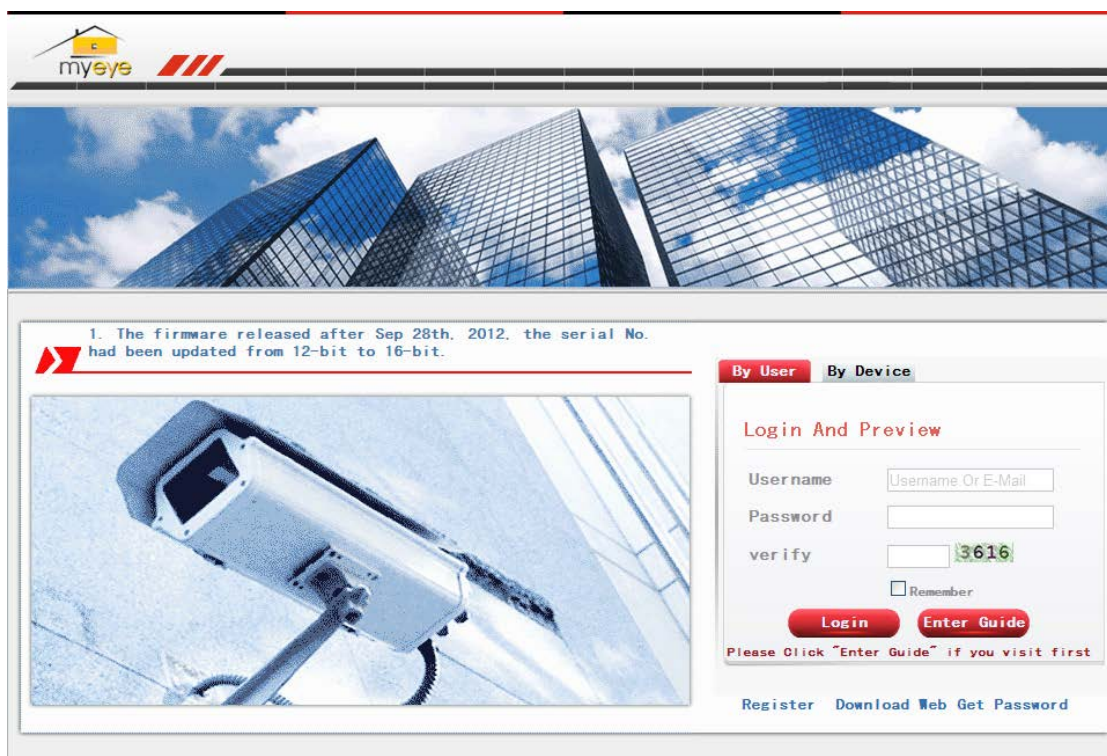 myeye
1. The firmware released after Sep 28th, 2012, the serial No.
had been updated from 12-bit to 16-bit.
By User By Device
Login And Preview
Username Username Or E-Mail
Password
verify 3616
Remember
Login Enter Guide
Please Click "Enter Guide" if you visit first
Register Download Web Get Password